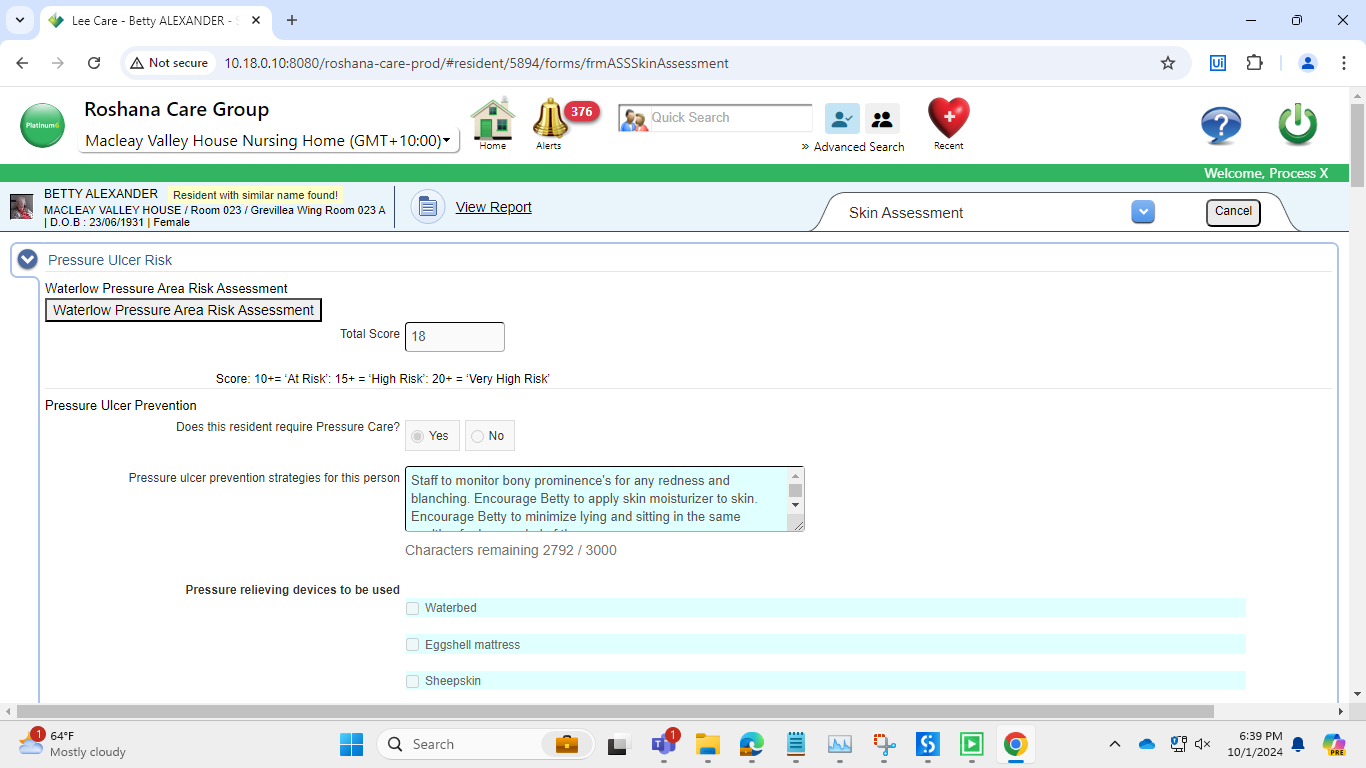 Lee Care - Betty ALEXANDER -
Not secure
10.18.0.10:8080/roshana-care-prod/#resident/5894/forms/frmASSSkinAssessment
Platinum
Roshana Care Group
Macleay Valley House Nursing Home (GMT+10:00)
Home
376
Alerts
Quick Search
» Advanced Search
Recent
Welcome, Process X
BETTY ALEXANDER Resident with similar name found!
MACLEAY VALLEY HOUSE / Room 023 / Grevillea Wing Room 023 A
| D.O.B : 23/06/1931 | Female
View Report
Skin Assessment
Cancel
Pressure Ulcer Risk
Waterlow Pressure Area Risk Assessment
Waterlow Pressure Area Risk Assessment
Total Score 18
Score: 10+= ‘At Risk’: 15+ = ‘High Risk’: 20+ = ‘Very High Risk’
Pressure Ulcer Prevention
Does this resident require Pressure Care? Yes No
Pressure ulcer prevention strategies for this person
Staff to monitor bony prominence's for any redness and
blanching. Encourage Betty to apply skin moisturizer to skin.
Encourage Betty to minimize lying and sitting in the same
Characters remaining 2792 / 3000
Pressure relieving devices to be used
Waterbed
Eggshell mattress
Sheepskin
1
64°F
Mostly cloudy
Search
1
6:39 PM
10/1/2024
PRE